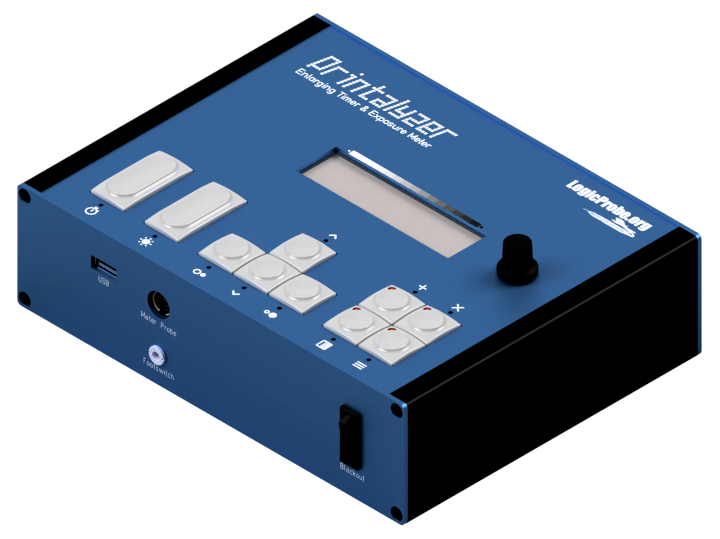 printalyzer
Enlarging Timer & Exposure Meter
LogicProbe.org
USB
Meter Probe
Footswitch
Blackout